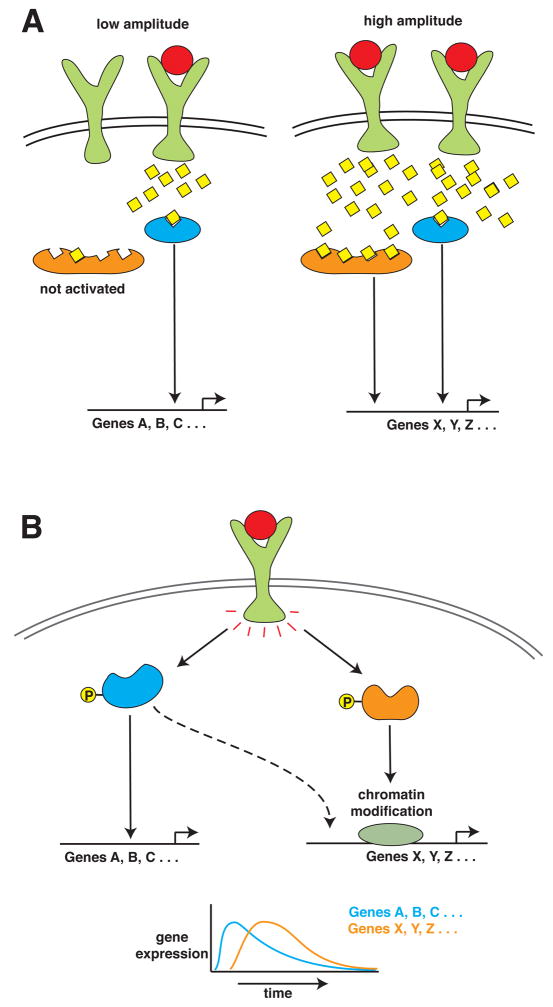 A
low amplitude
high amplitude
not activated
Genes A, B, C . . .
Genes X, Y, Z . . .
B
P
P
chromatin
modification
Genes A, B, C . . .
Genes X, Y, Z . . .
Genes A, B, C . . .
Genes X, Y, Z . . .
gene
expression
time